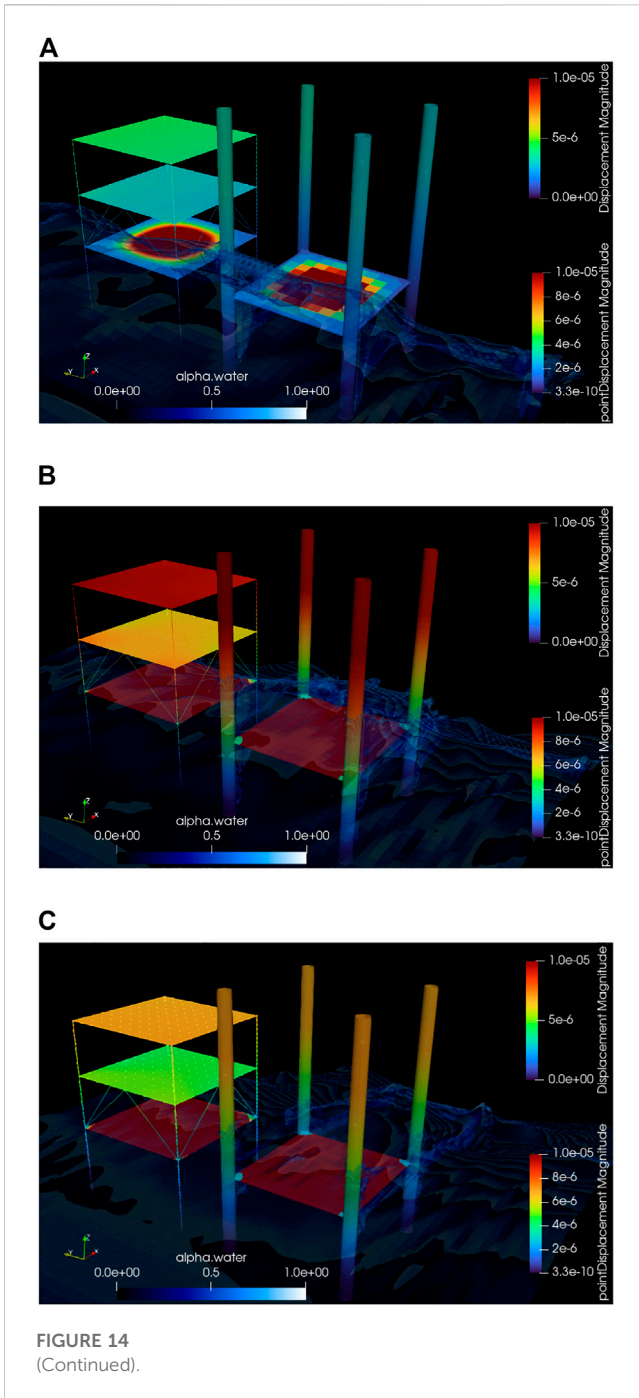 A
1.0e-05
5e-6
0.0e+00
Displacement Magnitude
1.0e-05
8e-6
6e-6
4e-6
2e-6
3.3e-10
pointDisplacement Magnitude
Z
Y
X
alpha.water
0.0e+00
0.5
1.0e+00
B
1.0e-05
5e-6
0.0e+00
Displacement Magnitude
1.0e-05
8e-6
6e-6
4e-6
2e-6
3.3e-10
pointDisplacement Magnitude
Z
Y
X
alpha.water
0.0e+00
0.5
1.0e+00
C
1.0e-05
5e-6
0.0e+00
Displacement Magnitude
1.0e-05
8e-6
6e-6
4e-6
2e-6
3.3e-10
pointDisplacement Magnitude
Z
Y
X
alpha.water
0.0e+00
0.5
1.0e+00
FIGURE 14
(Continued).